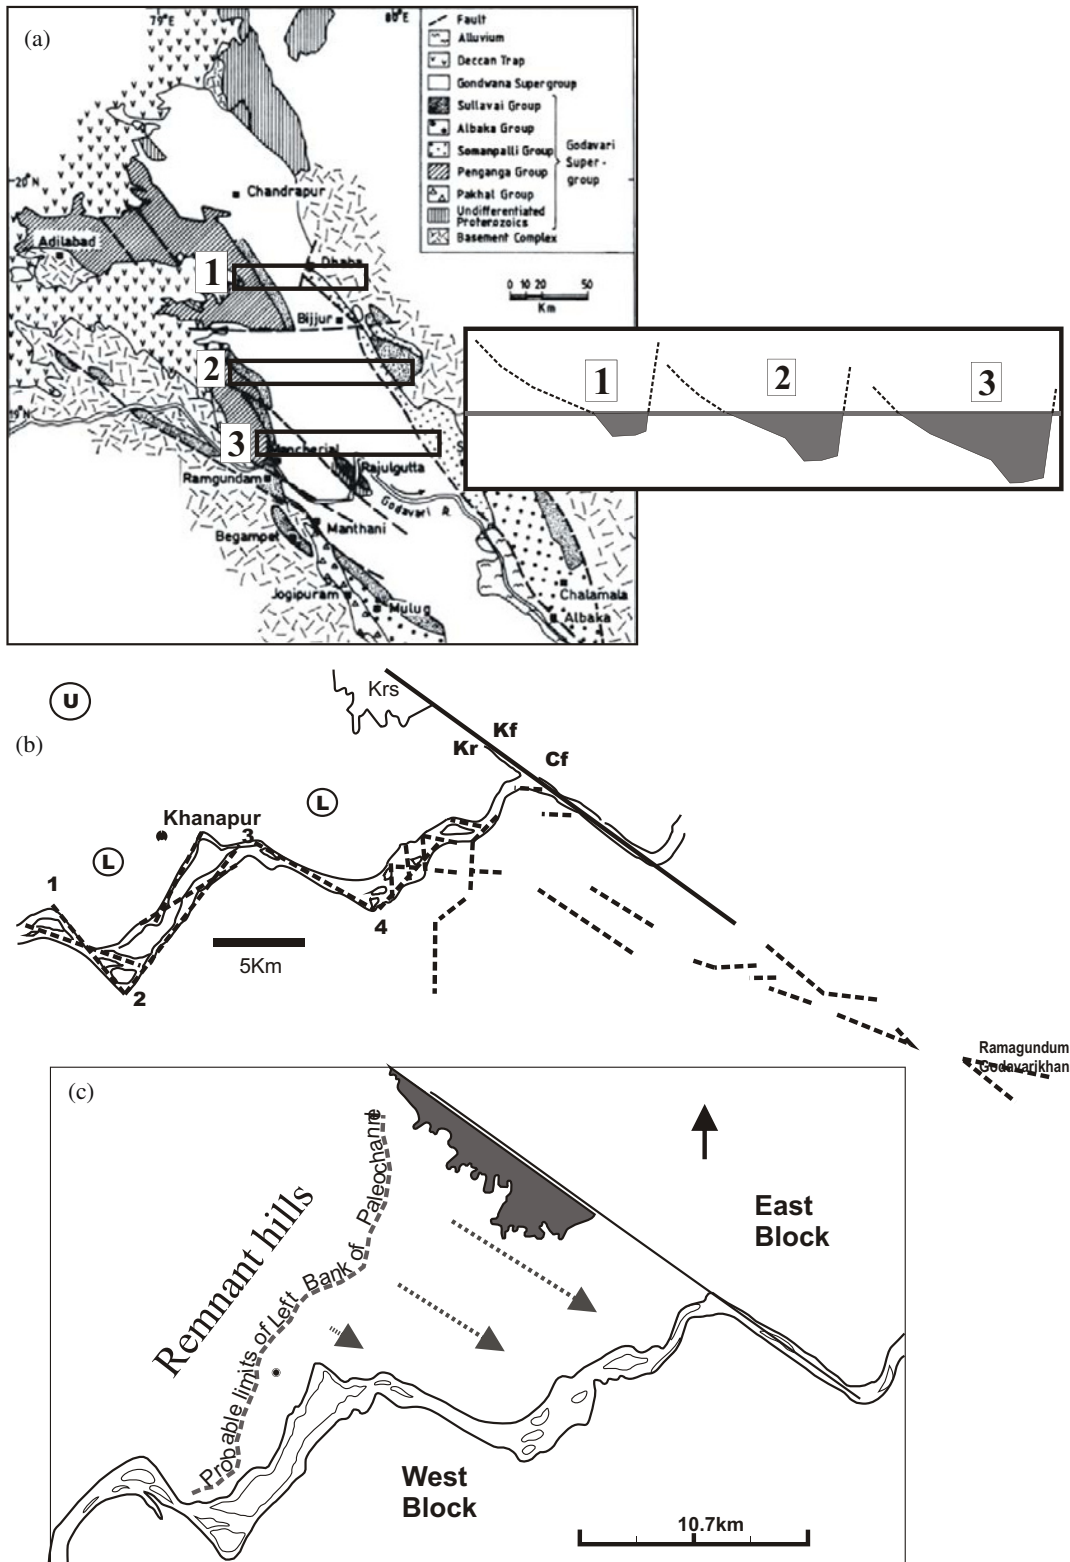 (a)
79°E
80°E
20°N
19°N
Chandrapur
Adilabad
Dhaba
1
Bijjur
2
3
Mancherial
Rajulgutta
Ramgundam
Godavari R.
Manthani
Begampet
Jogipuram
Mulug
Chalamala
Albaka
Fault
Alluvium
Deccan Trap
Gondwana Supergroup
Sullavai Group
Albaka Group
Somanpalli Group
Penganga Group
Pakhal Group
Undifferentiated
Proterozoics
Basement Complex
Godavari
Super-
group
0 10 20 50
Km
1
2
3
(b)
U
Krs
Kr
Kf
Cf
L
Khanapur
3
L
1
4
2
5Km
Ramagundum
Godavarikhan
(c)
Remnant hills
Probable limits of Left Bank of Paleochannel
East
Block
West
Block
10.7km